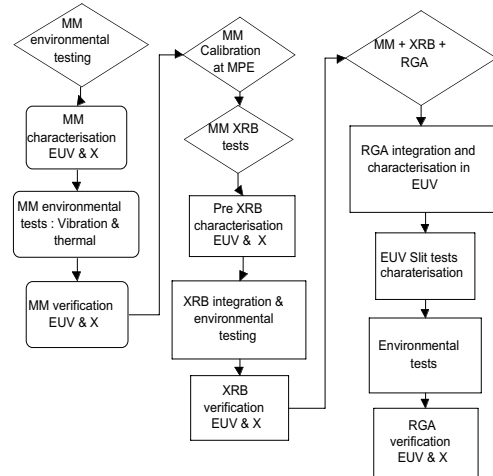 MM
environmental
testing
MM
characterisation
EUV & X
MM environmental
tests : Vibration &
thermal
MM verification
EUV & X
MM
Calibration
at MPE
MM XRB
tests
Pre XRB
characterisation
EUV & X
XRB integration &
environmental
testing
XRB
verification
EUV & X
MM + XRB +
RGA
RGA integration and
characterisation in
EUV
EUV Slit tests
charaterisation
Environmental
tests
RGA
verification
EUV & X